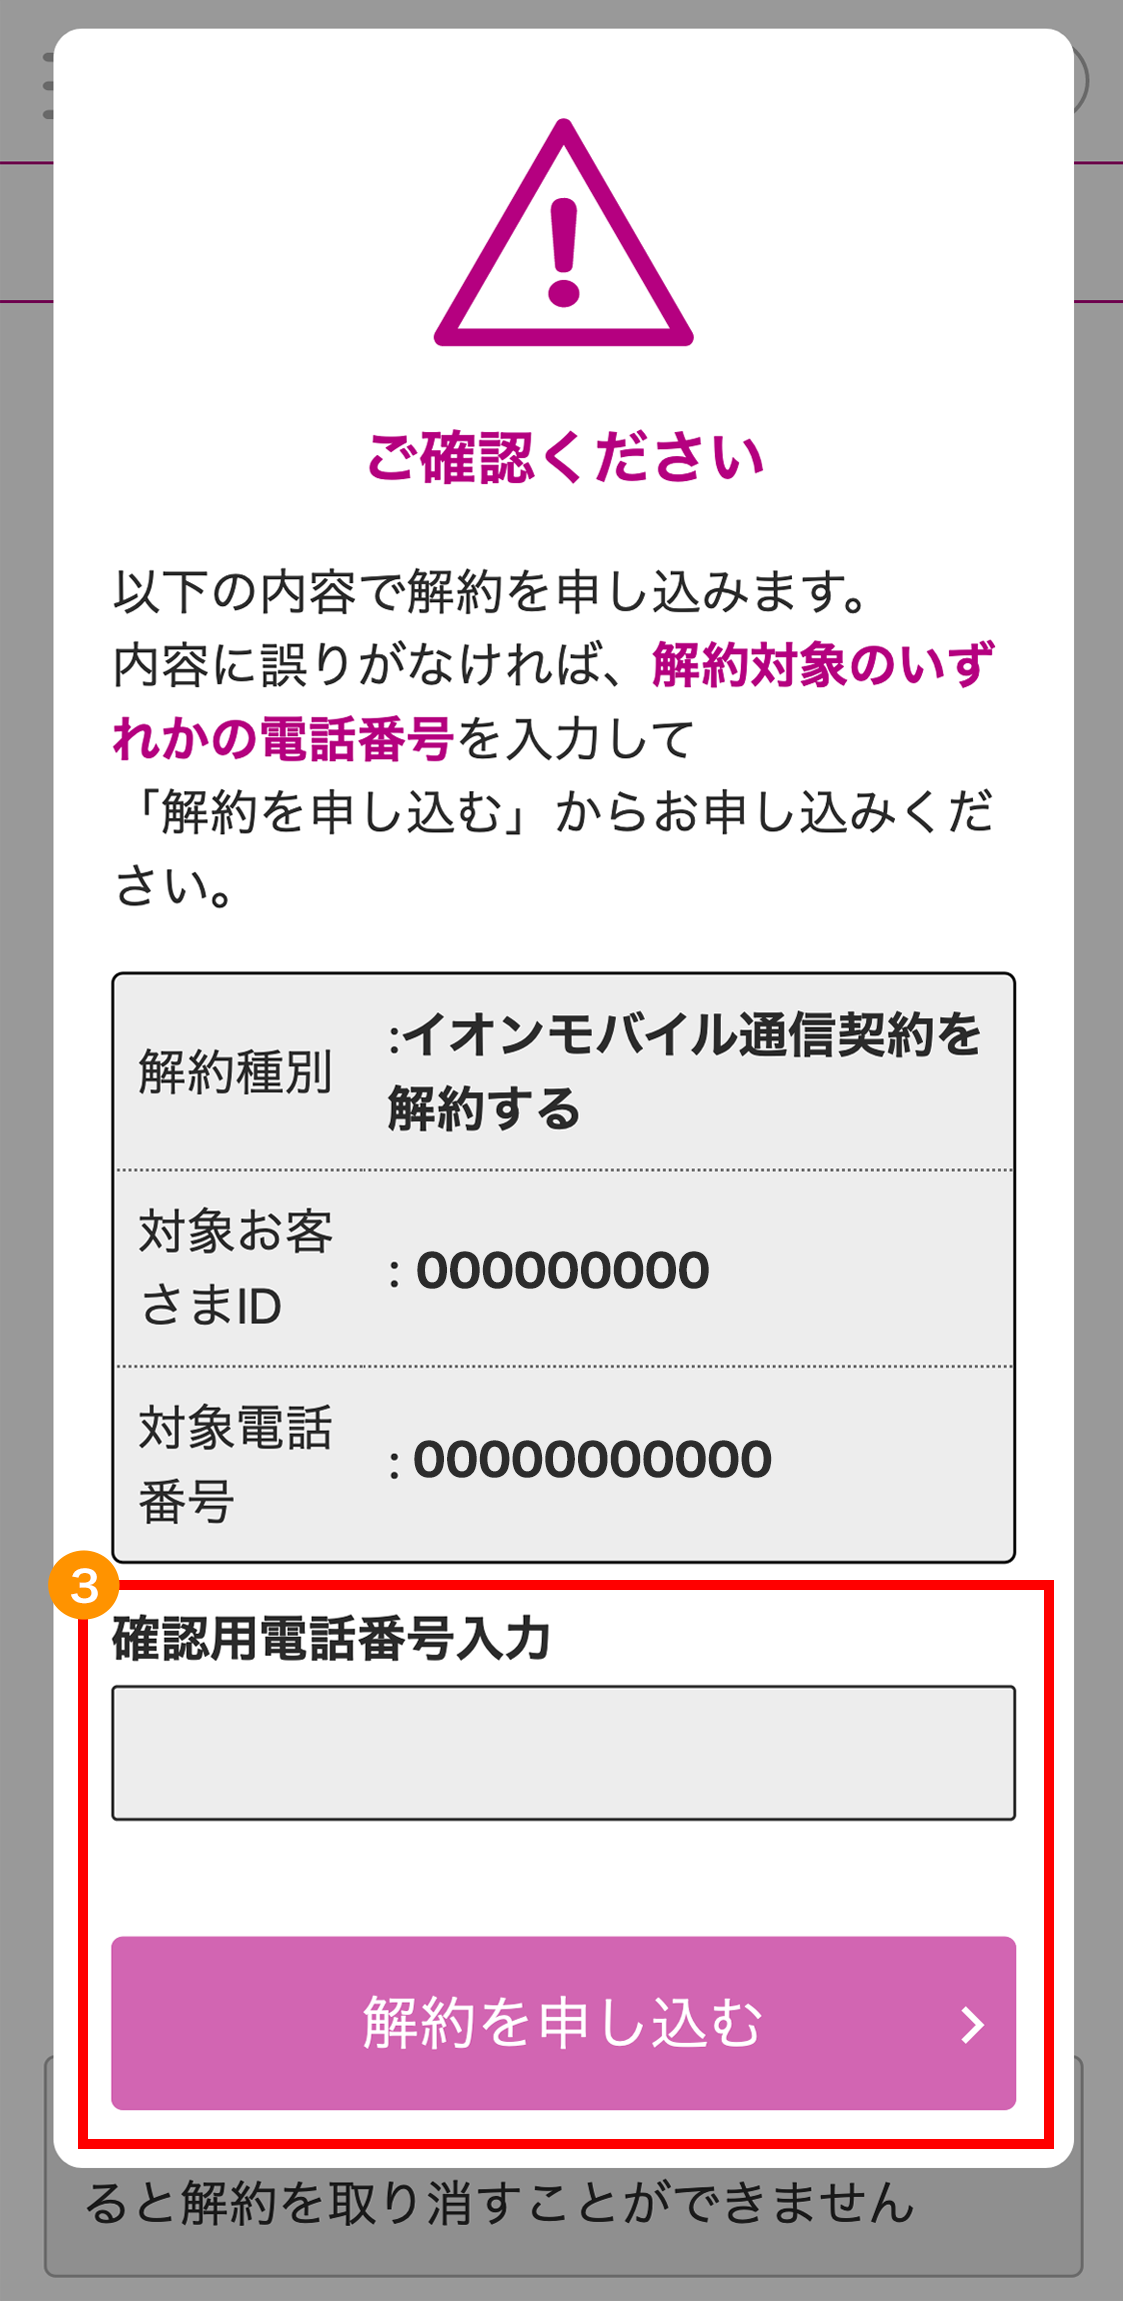 ご確認ください
以下の内容で解約を申し込みます。
内容に誤りがなければ、解約対象のいず
れかの電話番号を入力して
「解約を申し込む」からお申し込みくだ
さい。
解約種別
:イオンモバイル通信契約を
解約する
対象お客
さまID
: 000000000
対象電話
番号
: 00000000000
3
確認用電話番号入力
解約を申し込む
ると解約を取り消すことができません